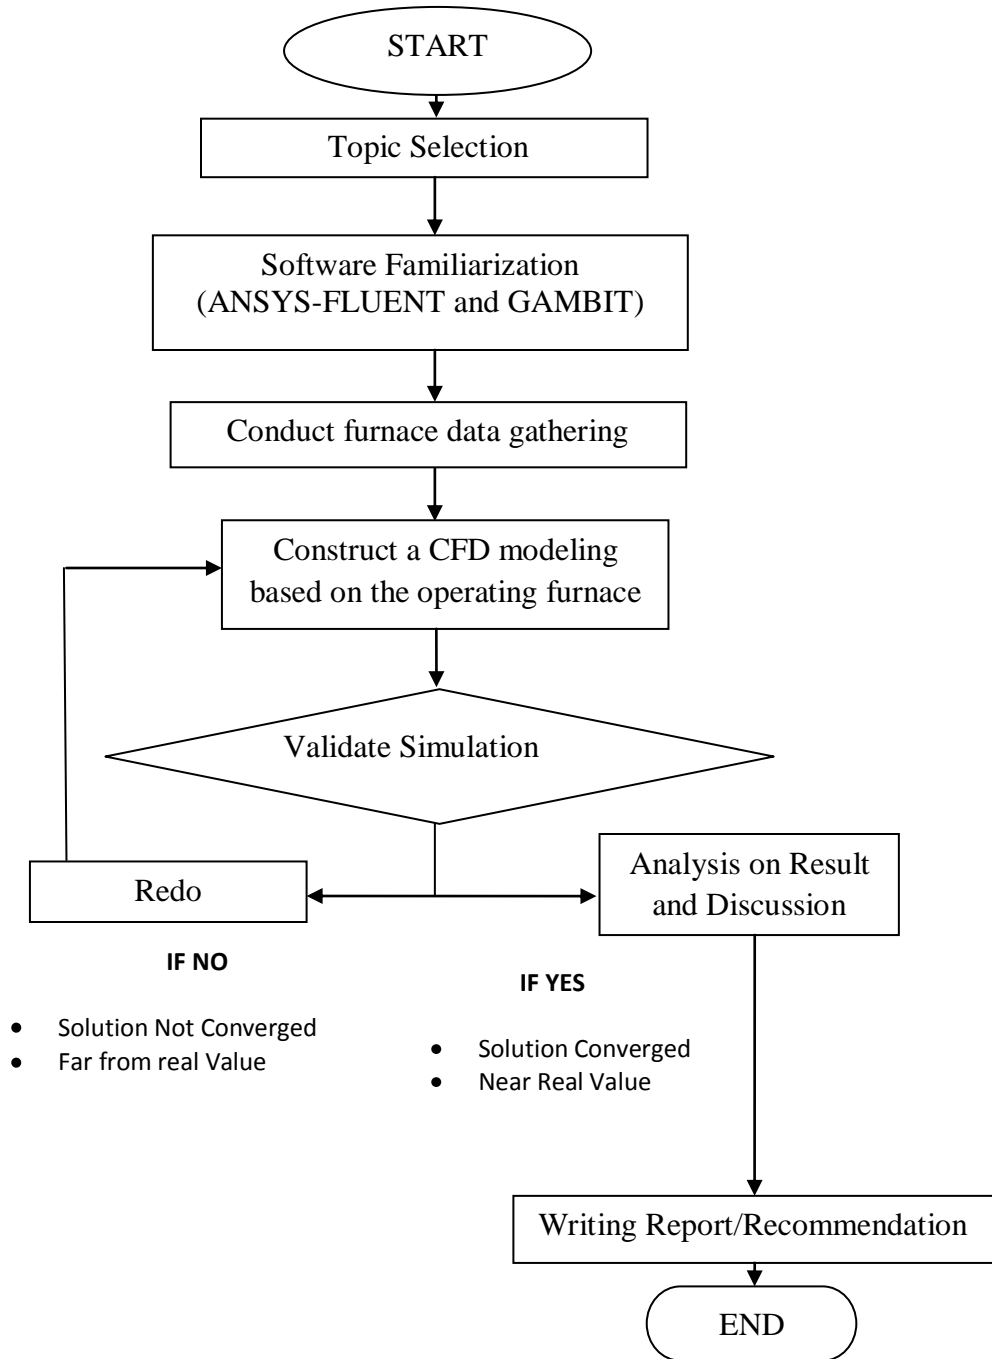 START
Topic Selection
Software Familiarization
(ANSYS-FLUENT and GAMBIT)
Conduct furnace data gathering
Construct a CFD modeling
based on the operating furnace
Validate Simulation
Redo
Analysis on Result
and Discussion
IF NO
• Solution Not Converged
• Far from real Value
IF YES
• Solution Converged
• Near Real Value
Writing Report/Recommendation
END